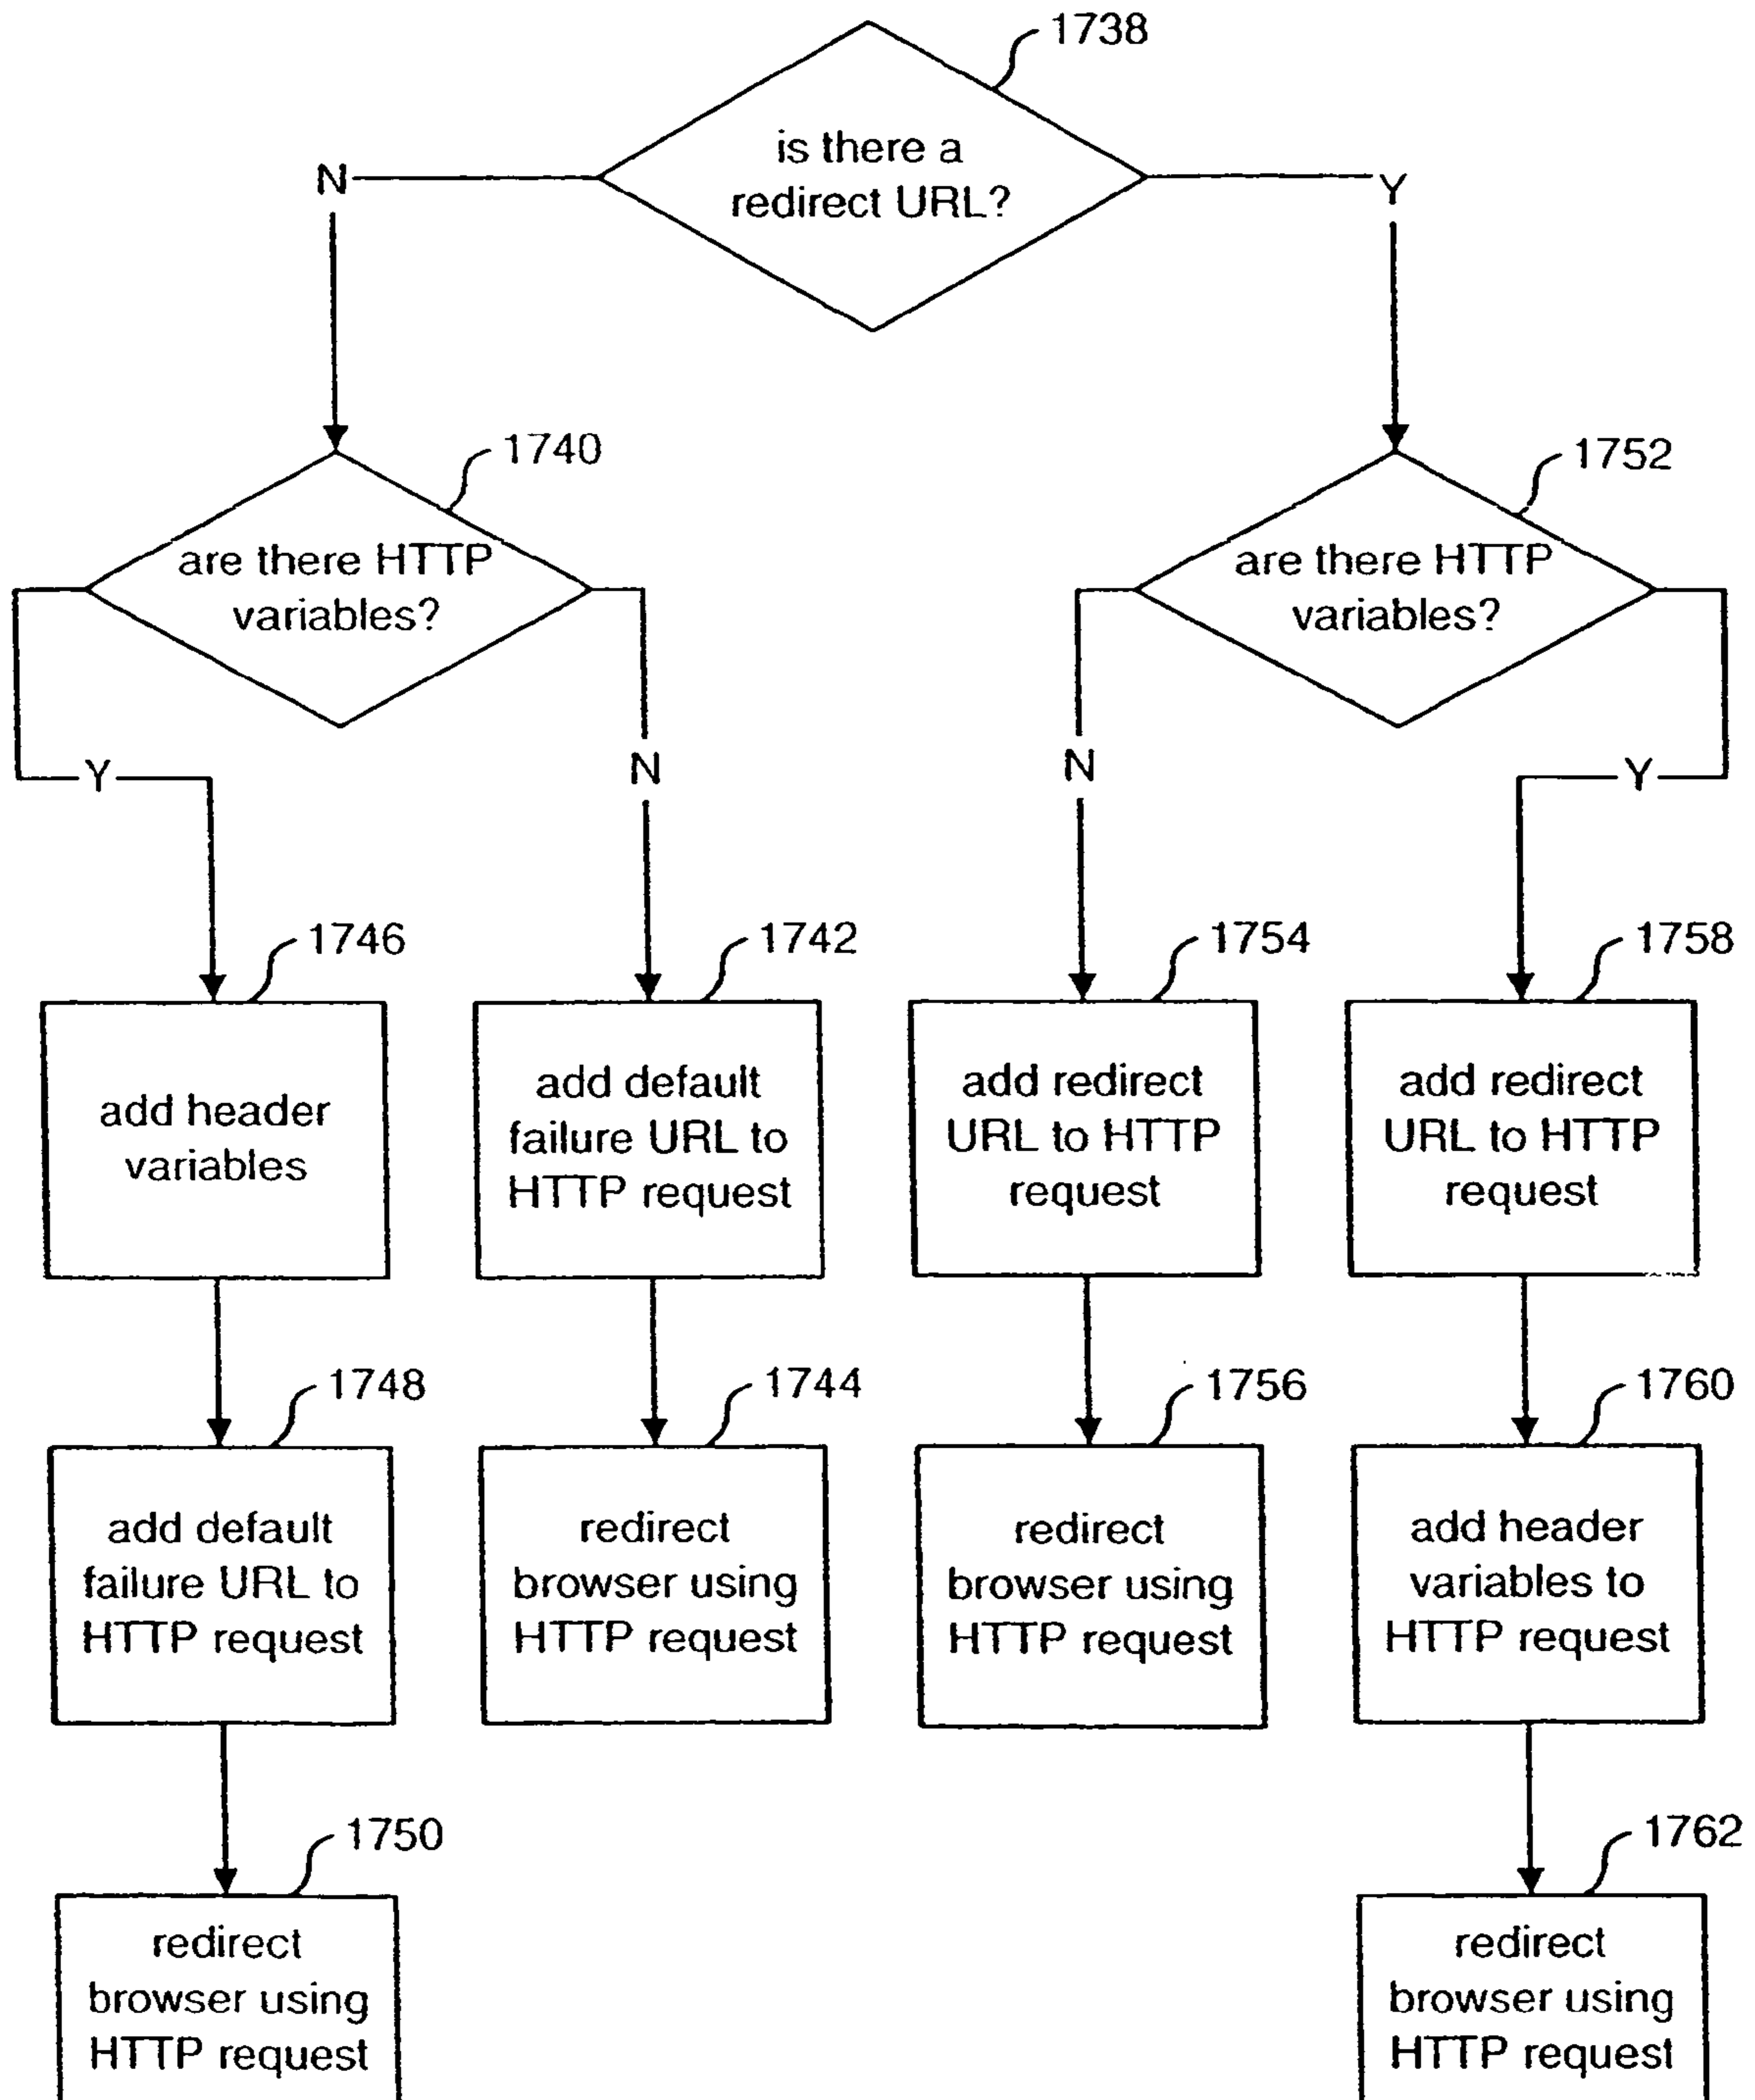 1738
is there a
redirect URL?
N
Y
1740
are there HTTP
variables?
1752
are there HTTP
variables?
Y
N
N
Y
1746
add header
variables
1742
add default
failure URL to
HTTP request
1754
add redirect
URL to HTTP
request
1758
add redirect
URL to HTTP
request
1748
add default
failure URL to
HTTP request
1744
redirect
browser using
HTTP request
1756
redirect
browser using
HTTP request
1760
add header
variables to
HTTP request
1750
redirect
browser using
HTTP request
1762
redirect
browser using
HTTP request